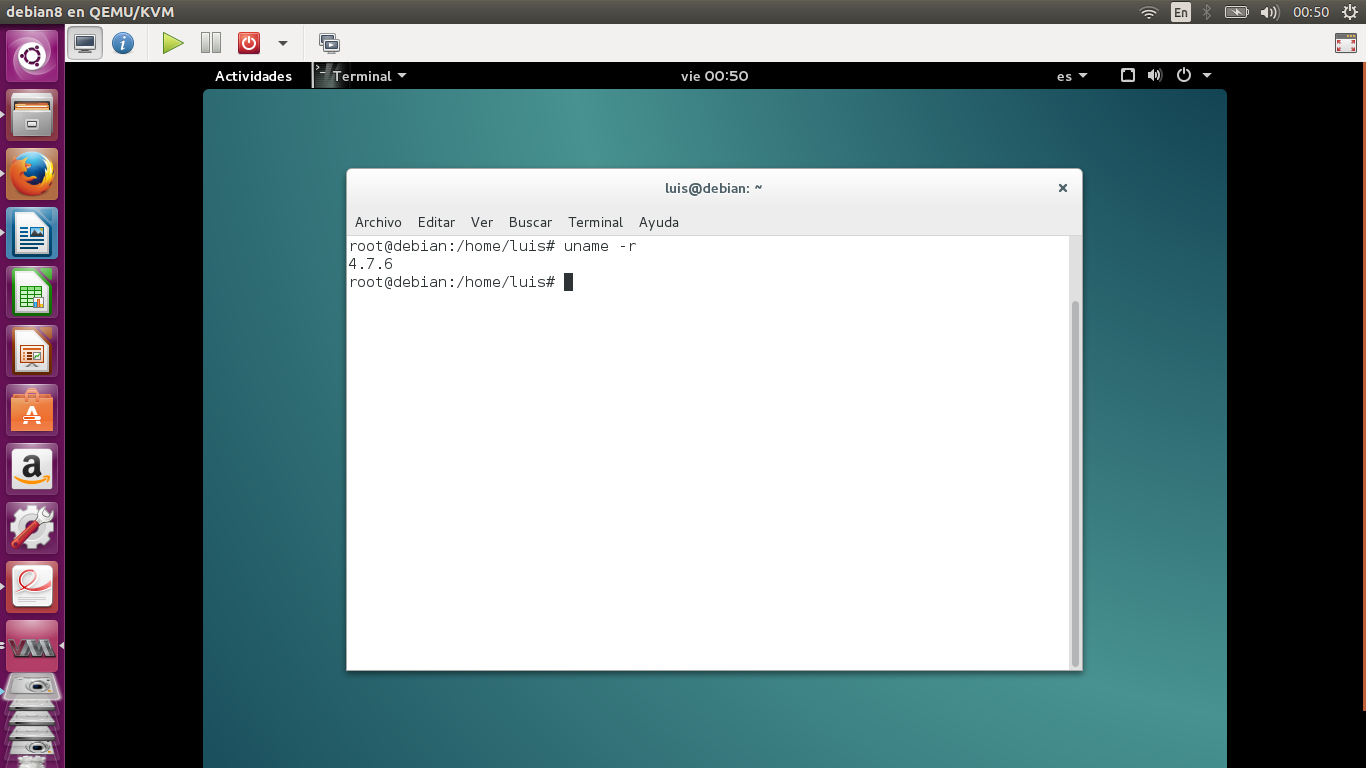 debian8 en QEMU/KVM
En
00:50
Actividades
Terminal
vie 00:50
es
luis@debian: ~
Archivo Editar Ver Buscar Terminal Ayuda
root@debian:/home/luis# uname -r
4.7.6
root@debian:/home/luis#